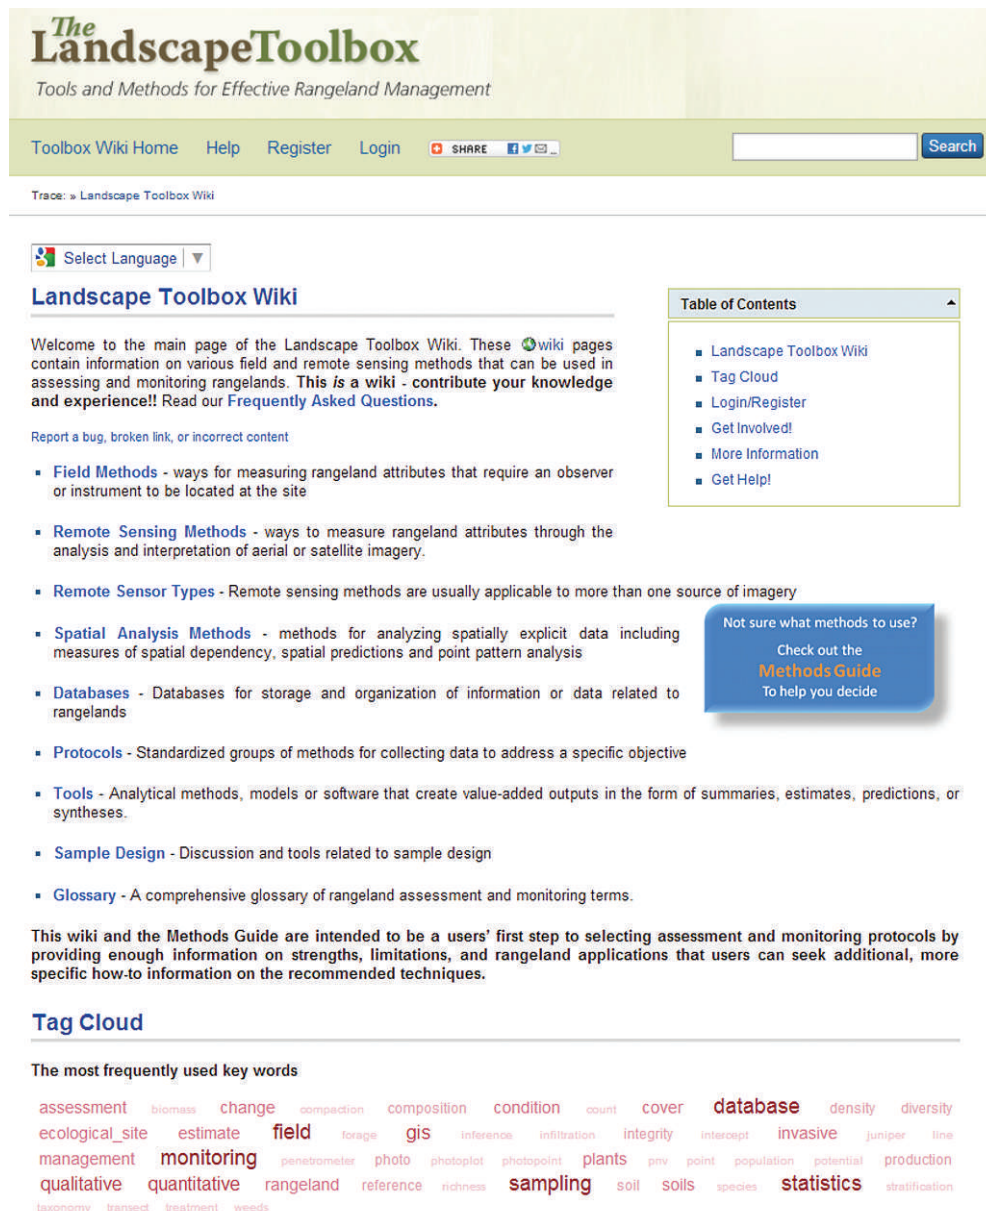 The
LandscapeToolbox
Tools and Methods for Effective Rangeland Management
Toolbox Wiki Home Help Register Login SHARE Search
Trace: » Landscape Toolbox Wiki
Select Language ▼
Landscape Toolbox Wiki
Welcome to the main page of the Landscape Toolbox Wiki. These wiki pages
contain information on various field and remote sensing methods that can be used in
assessing and monitoring rangelands. This is a wiki - contribute your knowledge
and experience!! Read our Frequently Asked Questions.
Report a bug, broken link, or incorrect content
Table of Contents
Landscape Toolbox Wiki
Tag Cloud
Login/Register
Get Involved!
More Information
Get Help!
Field Methods - ways for measuring rangeland attributes that require an observer
or instrument to be located at the site
Remote Sensing Methods - ways to measure rangeland attributes through the
analysis and interpretation of aerial or satellite imagery.
Remote Sensor Types - Remote sensing methods are usually applicable to more than one source of imagery
Spatial Analysis Methods - methods for analyzing spatially explicit data including
measures of spatial dependency, spatial predictions and point pattern analysis
Not sure what methods to use?
Check out the
Methods Guide
To help you decide
Databases - Databases for storage and organization of information or data related to
rangelands
Protocols - Standardized groups of methods for collecting data to address a specific objective
Tools - Analytical methods, models or software that create value-added outputs in the form of summaries, estimates, predictions, or
syntheses.
Sample Design - Discussion and tools related to sample design
Glossary - A comprehensive glossary of rangeland assessment and monitoring terms.
This wiki and the Methods Guide are intended to be a users' first step to selecting assessment and monitoring protocols by
providing enough information on strengths, limitations, and rangeland applications that users can seek additional, more
specific how-to information on the recommended techniques.
Tag Cloud
The most frequently used key words
assessment biomass change compaction composition condition count cover database density diversity
ecological_site estimate field forage gis inference infiltration integrity intercept invasive juniper line
management monitoring penetrometer photo photoplot photopoint plants pnv point population potential production
qualitative quantitative rangeland reference richness sampling soil soils species statistics stratification
taxonomy transect treatment weeds